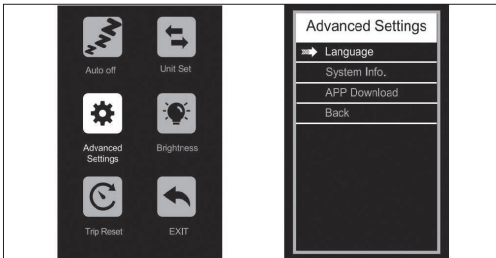 Auto off
Unit Set
Advanced
Settings
Brightness
Trip Reset
EXIT
Advanced Settings
Language
System Info.
APP Download
Back